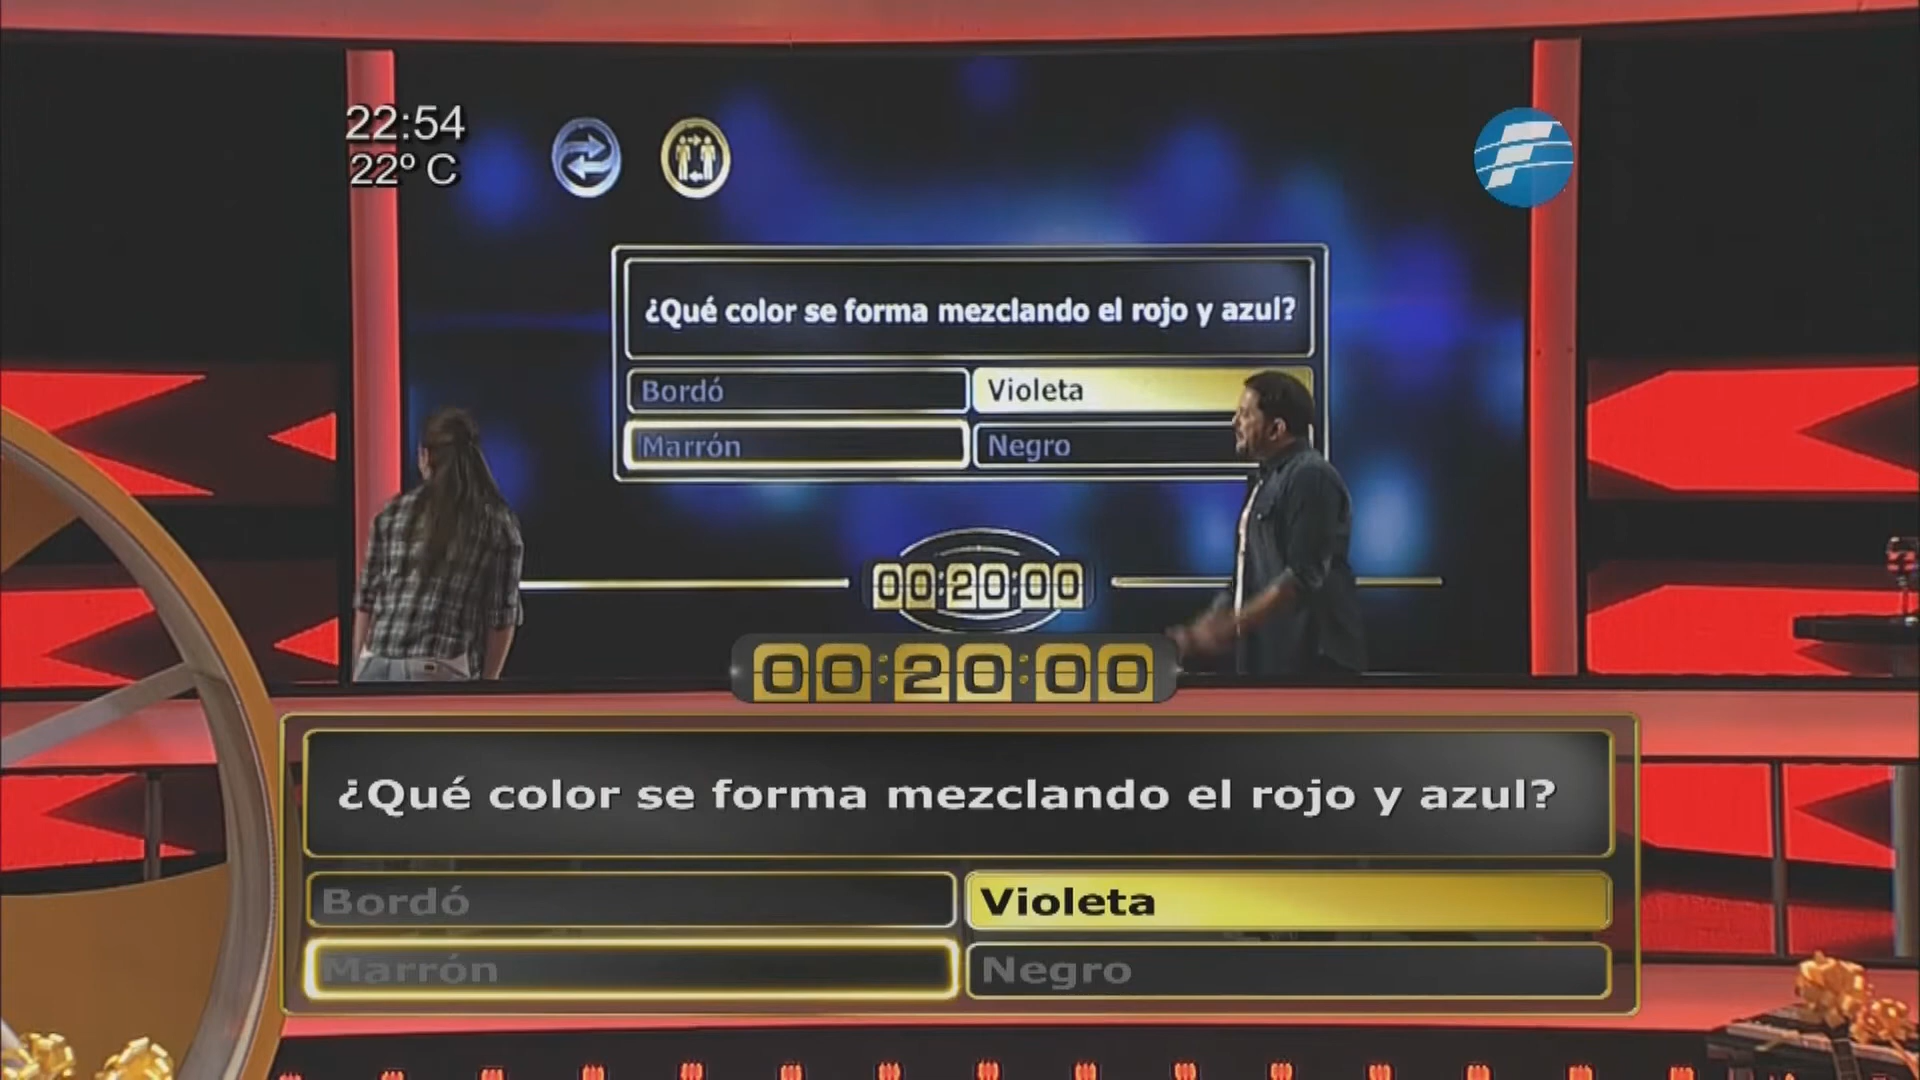 22:54
22º C
¿Qué color se forma mezclando el rojo y azul?
Bordó
Violeta
Marrón
Negro
00:20:00
00:20:00
¿Qué color se forma mezclando el rojo y azul?
Bordó
Violeta
Marrón
Negro